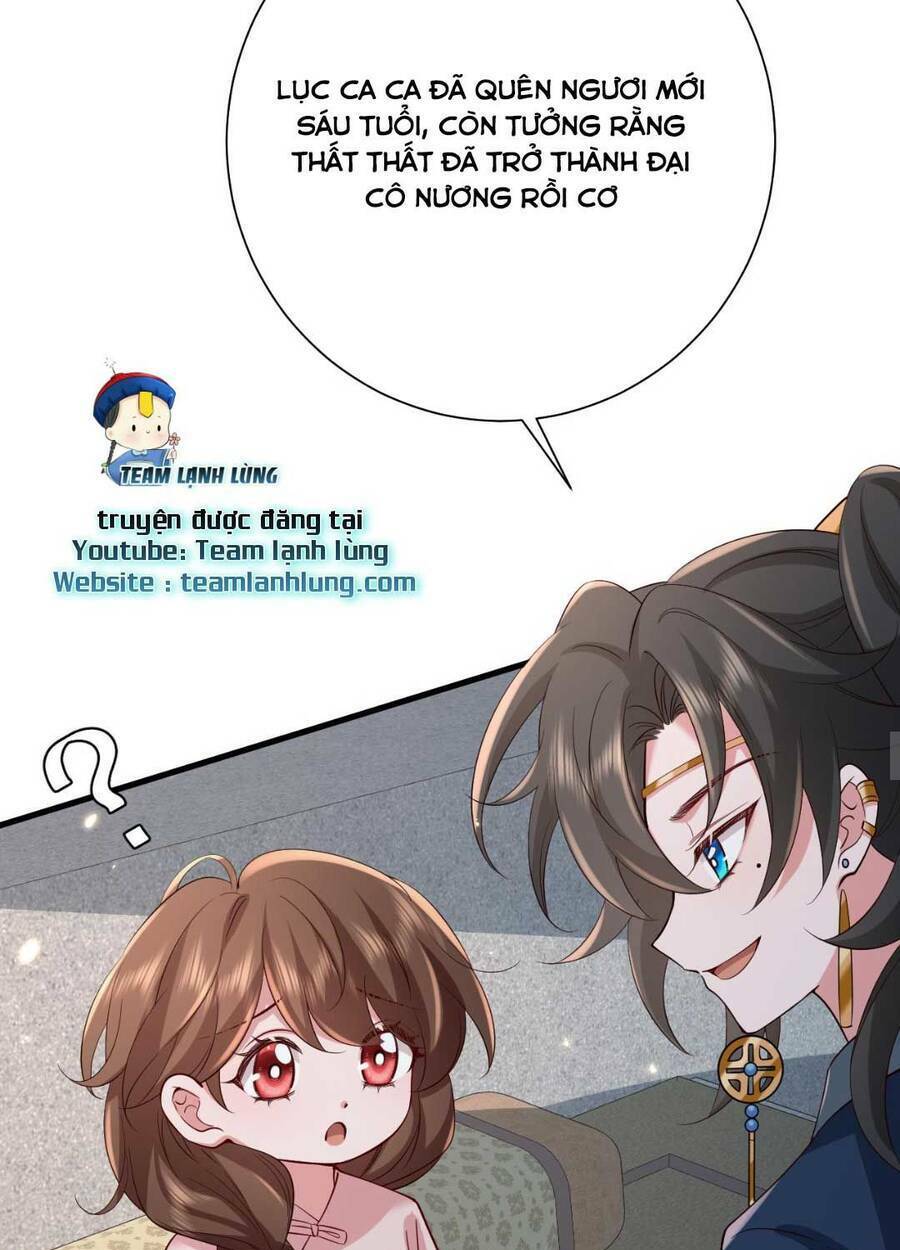 LỤC CA CA ĐÃ QUÊN NGƯƠI MỚI
SÁU TUỔI, CÒN TƯỞNG RẰNG
THẤT THẤT ĐÃ TRỞ THÀNH ĐẠI
CÔ NƯƠNG RỒI CƠ
TEAM LẠNH LÙNG
truyện được đăng tại
Youtube: Team lạnh lùng
Website : teamlanhlung.com
?